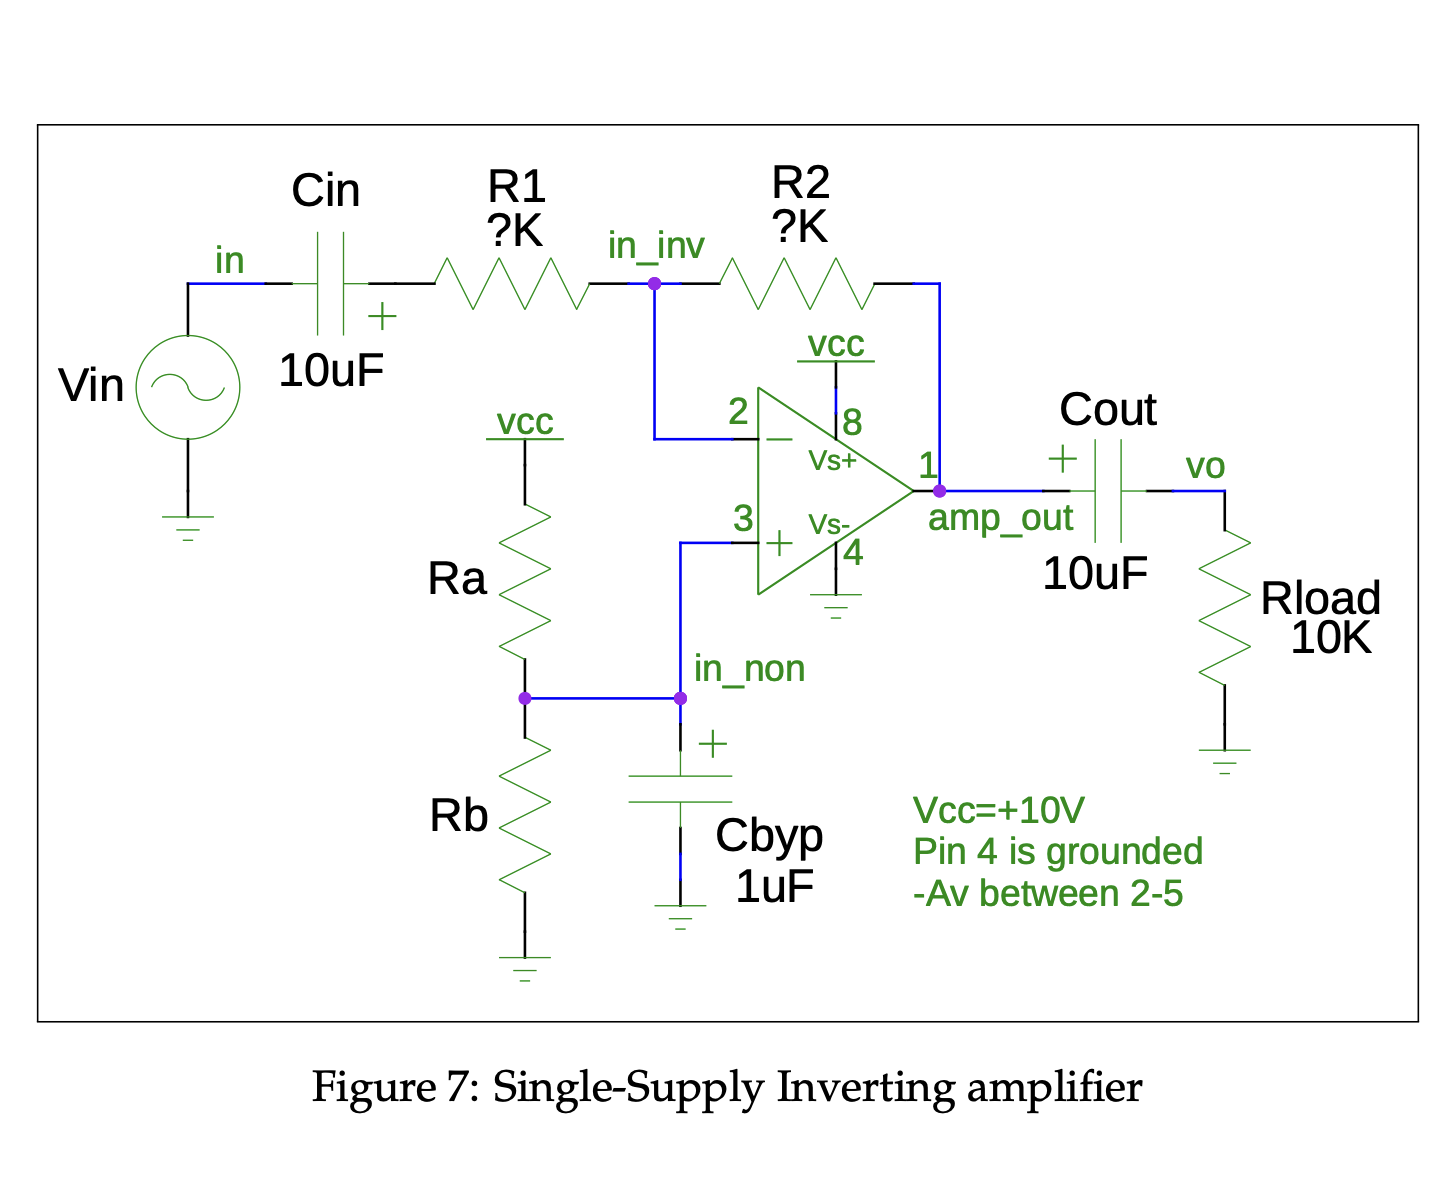 Cin
R1
?K
R2
?K
in
in_inv
+
10uF
Vin
vcc
vcc
2
8
−
Vs+
Cout
+
1
vo
amp_out
3
Vs-
+
4
10uF
Ra
Rload
10K
in_non
+
Rb
Cbyp
1uF
Vcc=+10V
Pin 4 is grounded
-Av between 2-5
Figure 7: Single-Supply Inverting amplifier